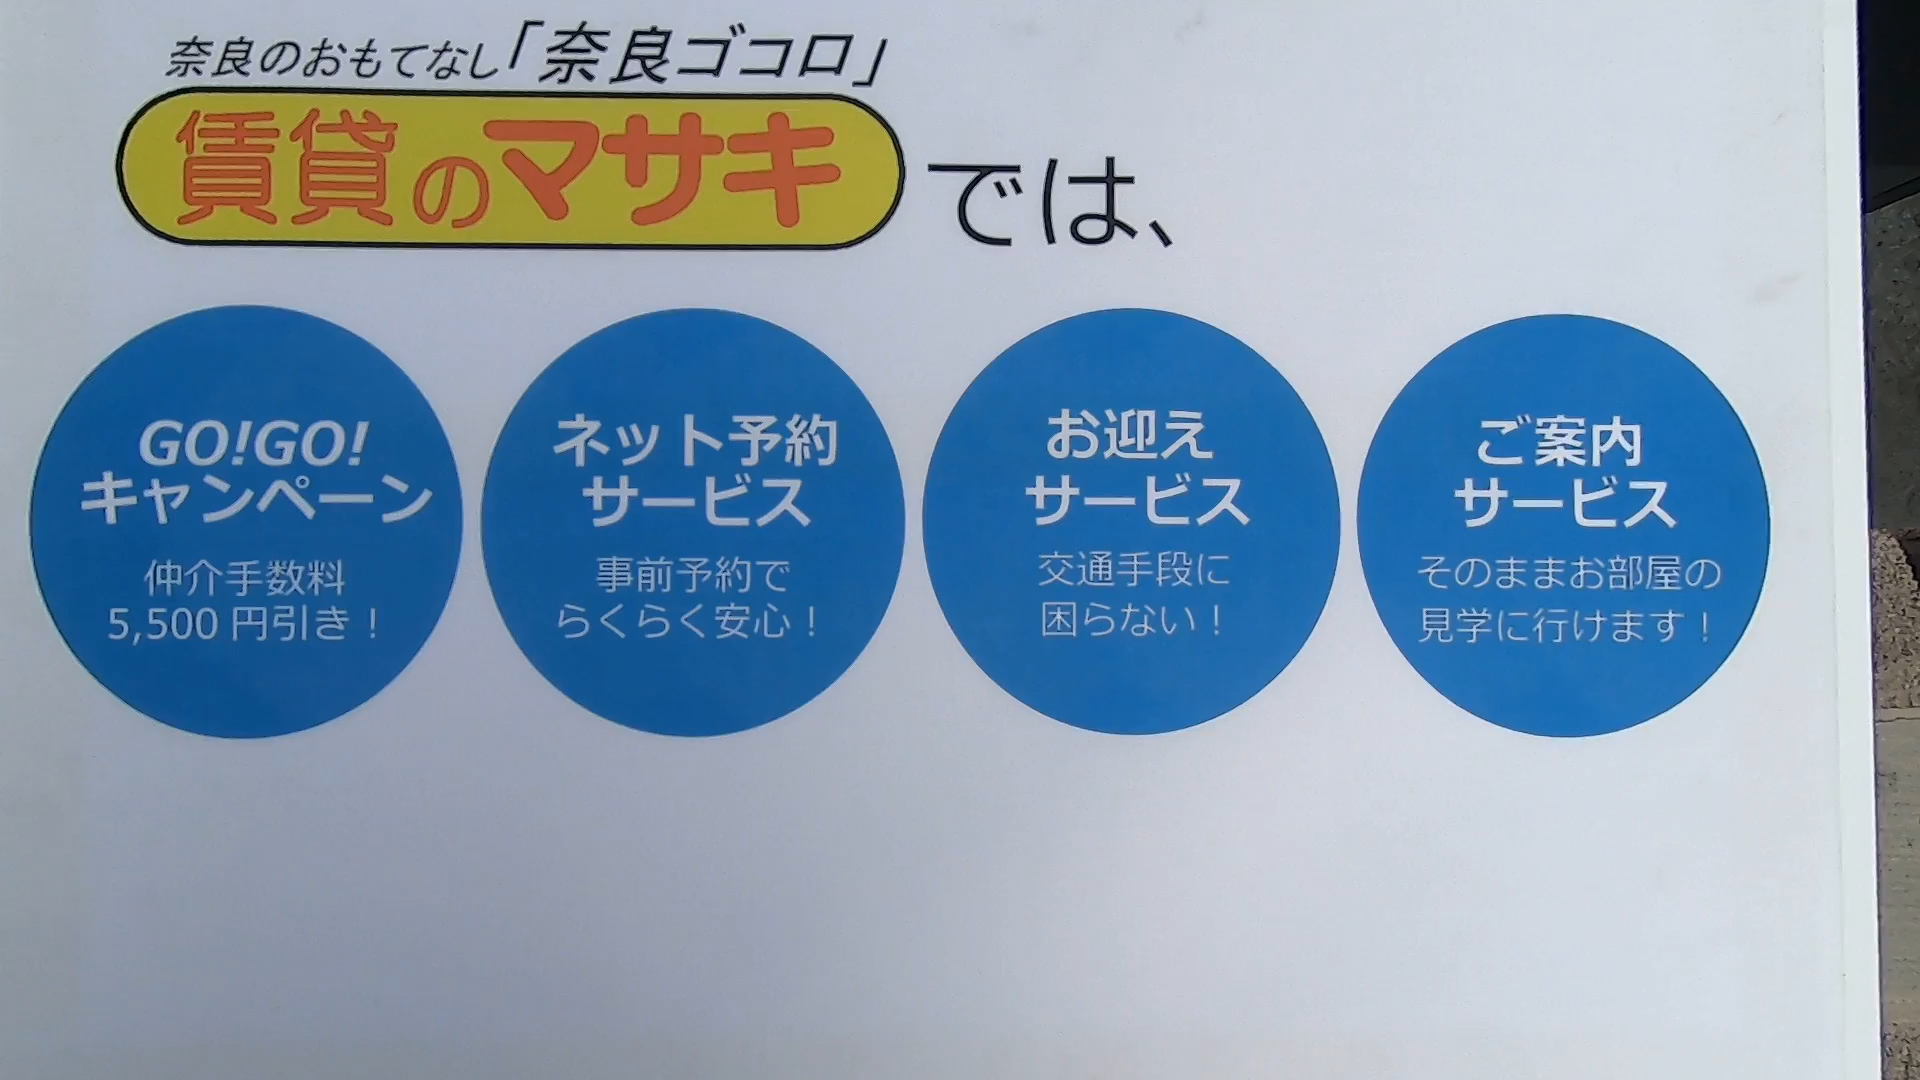 奈良のおもてなし「奈良ゴコロ」
賃貸のマサキでは、
GO!GO!
キャンペーン
仲介手数料
5,500円引き！
ネット予約
サービス
事前予約で
らくらく安心！
お迎え
サービス
交通手段に
困らない！
ご案内
サービス
そのままお部屋の
見学に行けます！